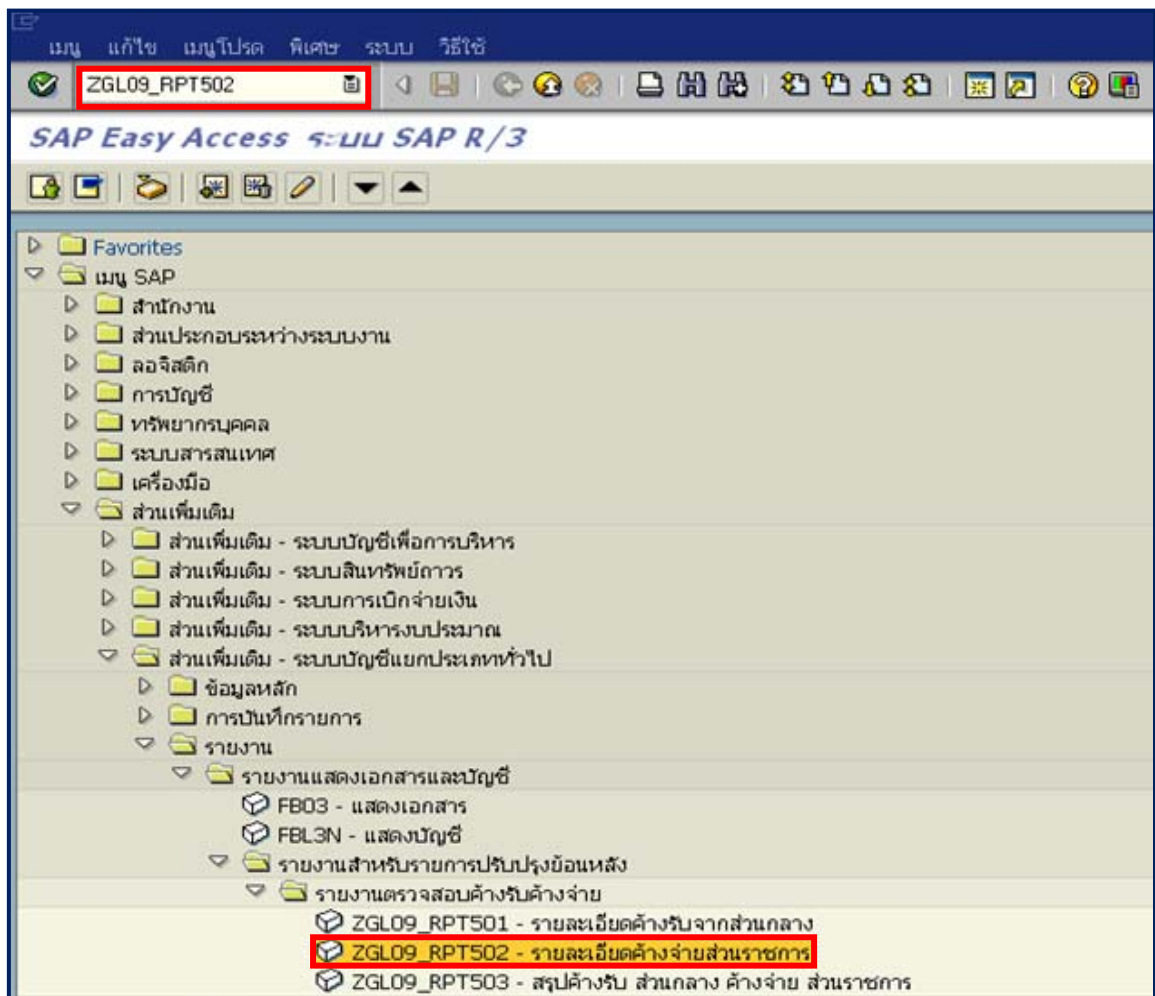 เมนู แก้ไข เมนูโปรด พิเศษ ระบบ วิธีใช้
ZGL09_RPT502
SAP Easy Access ระบบ SAP R/3
Favorites
เมนู SAP
สำนักงาน
ส่วนประกอบระหว่างระบบงาน
ลอจิสติก
การบัญชี
ทรัพยากรบุคคล
ระบบสารสนเทศ
เครื่องมือ
ส่วนเพิ่มเติม
ส่วนเพิ่มเติม - ระบบบัญชีเพื่อการบริหาร
ส่วนเพิ่มเติม - ระบบสินทรัพย์ถาวร
ส่วนเพิ่มเติม - ระบบการเบิกจ่ายเงิน
ส่วนเพิ่มเติม - ระบบบริหารงบประมาณ
ส่วนเพิ่มเติม - ระบบบัญชีแยกประเภททั่วไป
ข้อมูลหลัก
การบันทึกรายการ
รายงาน
รายงานแสดงเอกสารและบัญชี
FB03 - แสดงเอกสาร
FBL3N - แสดงบัญชี
รายงานสำหรับรายการปรับปรุงย้อนหลัง
รายงานตรวจสอบค้างรับค้างจ่าย
ZGL09_RPT501 - รายละเอียดค้างรับจากส่วนกลาง
ZGL09_RPT502 - รายละเอียดค้างจ่ายส่วนราชการ
ZGL09_RPT503 - สรุปค้างรับ ส่วนกลาง ค้างจ่าย ส่วนราชการ